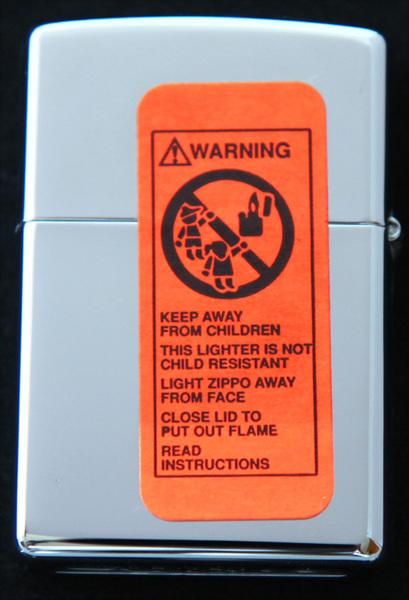 WARNING
KEEP AWAY
FROM CHILDREN
THIS LIGHTER IS NOT
CHILD RESISTANT
LIGHT ZIPPO AWAY
FROM FACE
CLOSE LID TO
PUT OUT FLAME
READ
INSTRUCTIONS